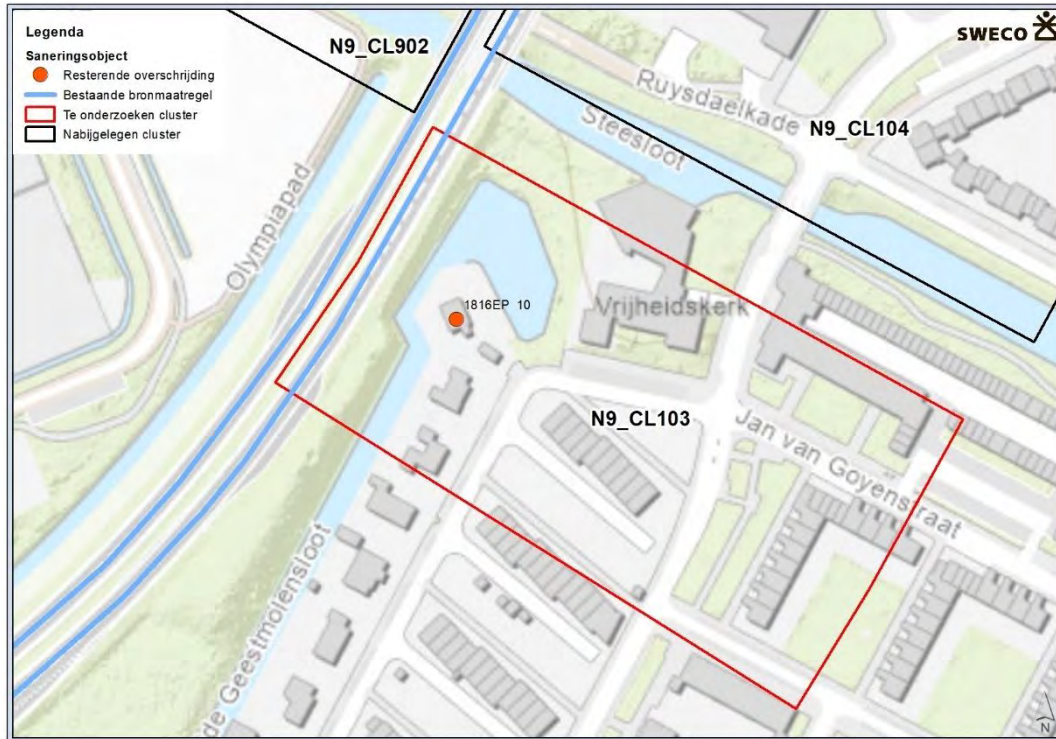 Legenda
Saneringsobject
Resterende overschrijding
Bestaande bronmaatregel
Te onderzoeken cluster
Nabijgelegen cluster
N9_CL902
SWECO
Ruysdaelkade
N9_CL104
Steesloot
Olympiapad
1816EP 10
Vrijheidskerk
N9_CL103
Jan van Goyenstraat
de Geestmolensloot
N